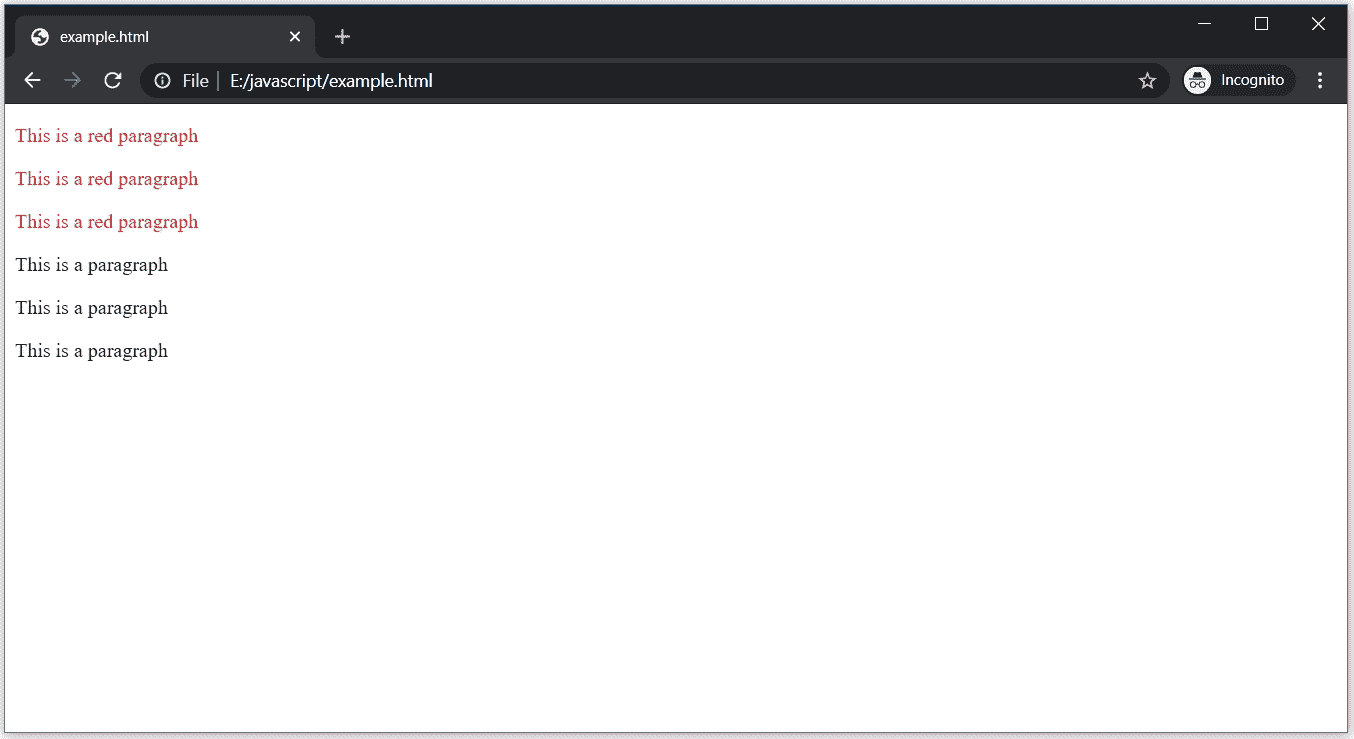 example.html
File E:/javascript/example.html Incognito
This is a red paragraph
This is a red paragraph
This is a red paragraph
This is a paragraph
This is a paragraph
This is a paragraph